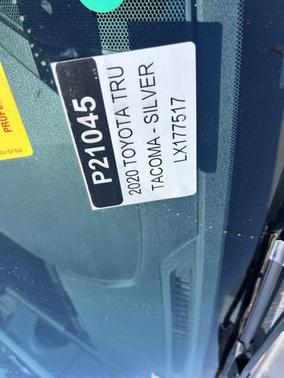 P21045
2020 TOYOTA TRU
TACOMA - SILVER
LX177517